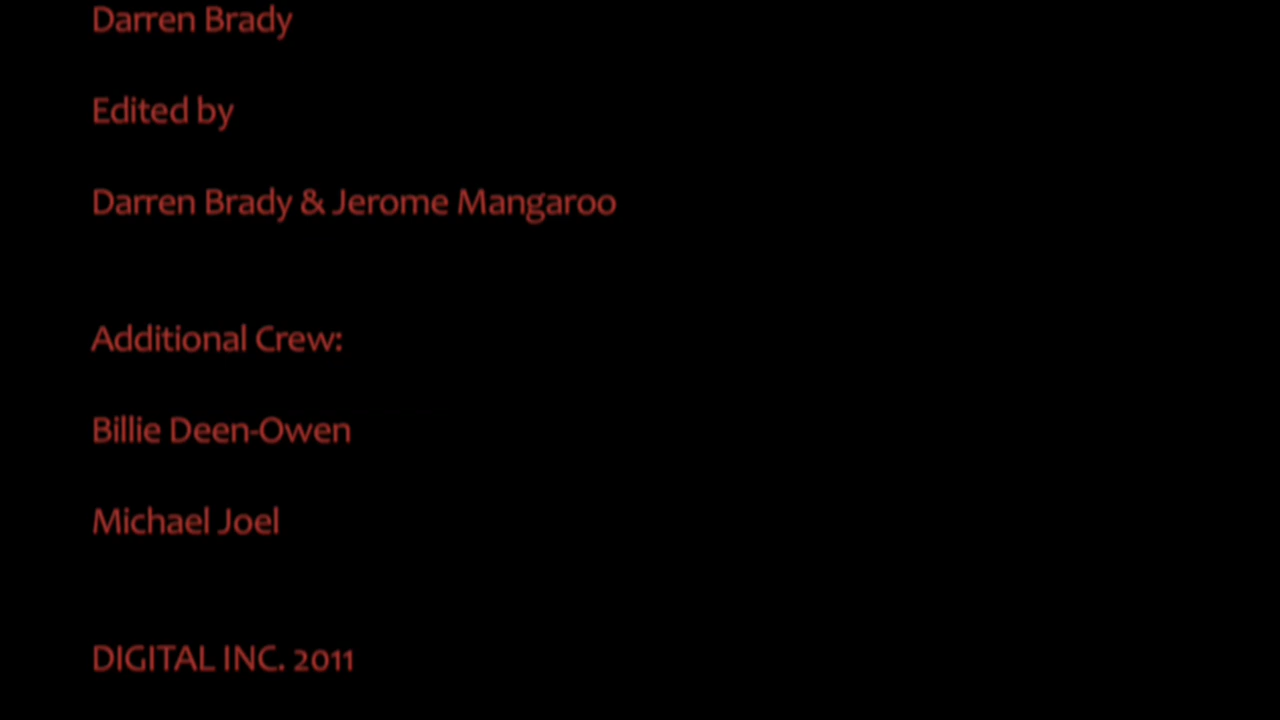 Darren Brady
Edited by
Darren Brady & Jerome Mangaroo
Additional Crew:
Billie Deen-Owen
Michael Joel
DIGITAL INC. 2011